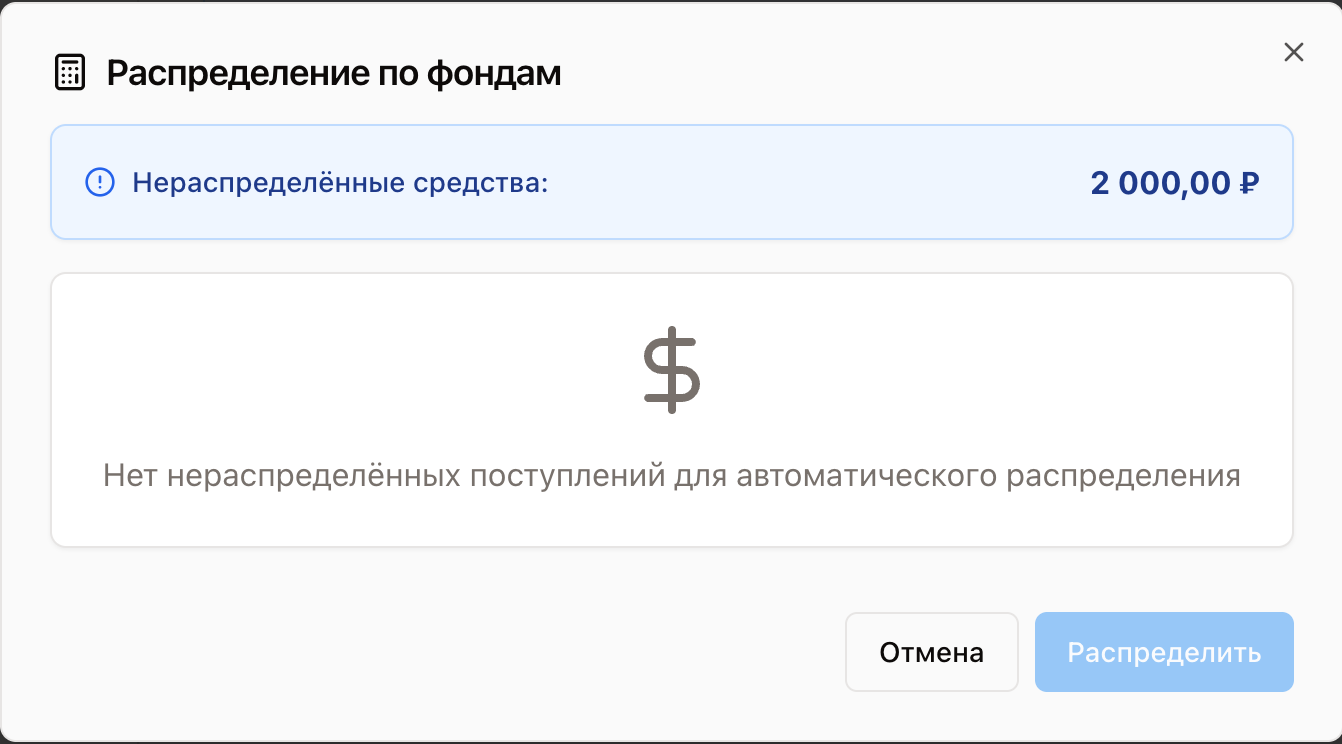 Распределение по фондам
Нераспределённые средства:
2 000,00 ₽
Нет нераспределённых поступлений для автоматического распределения
Отмена
Распределить